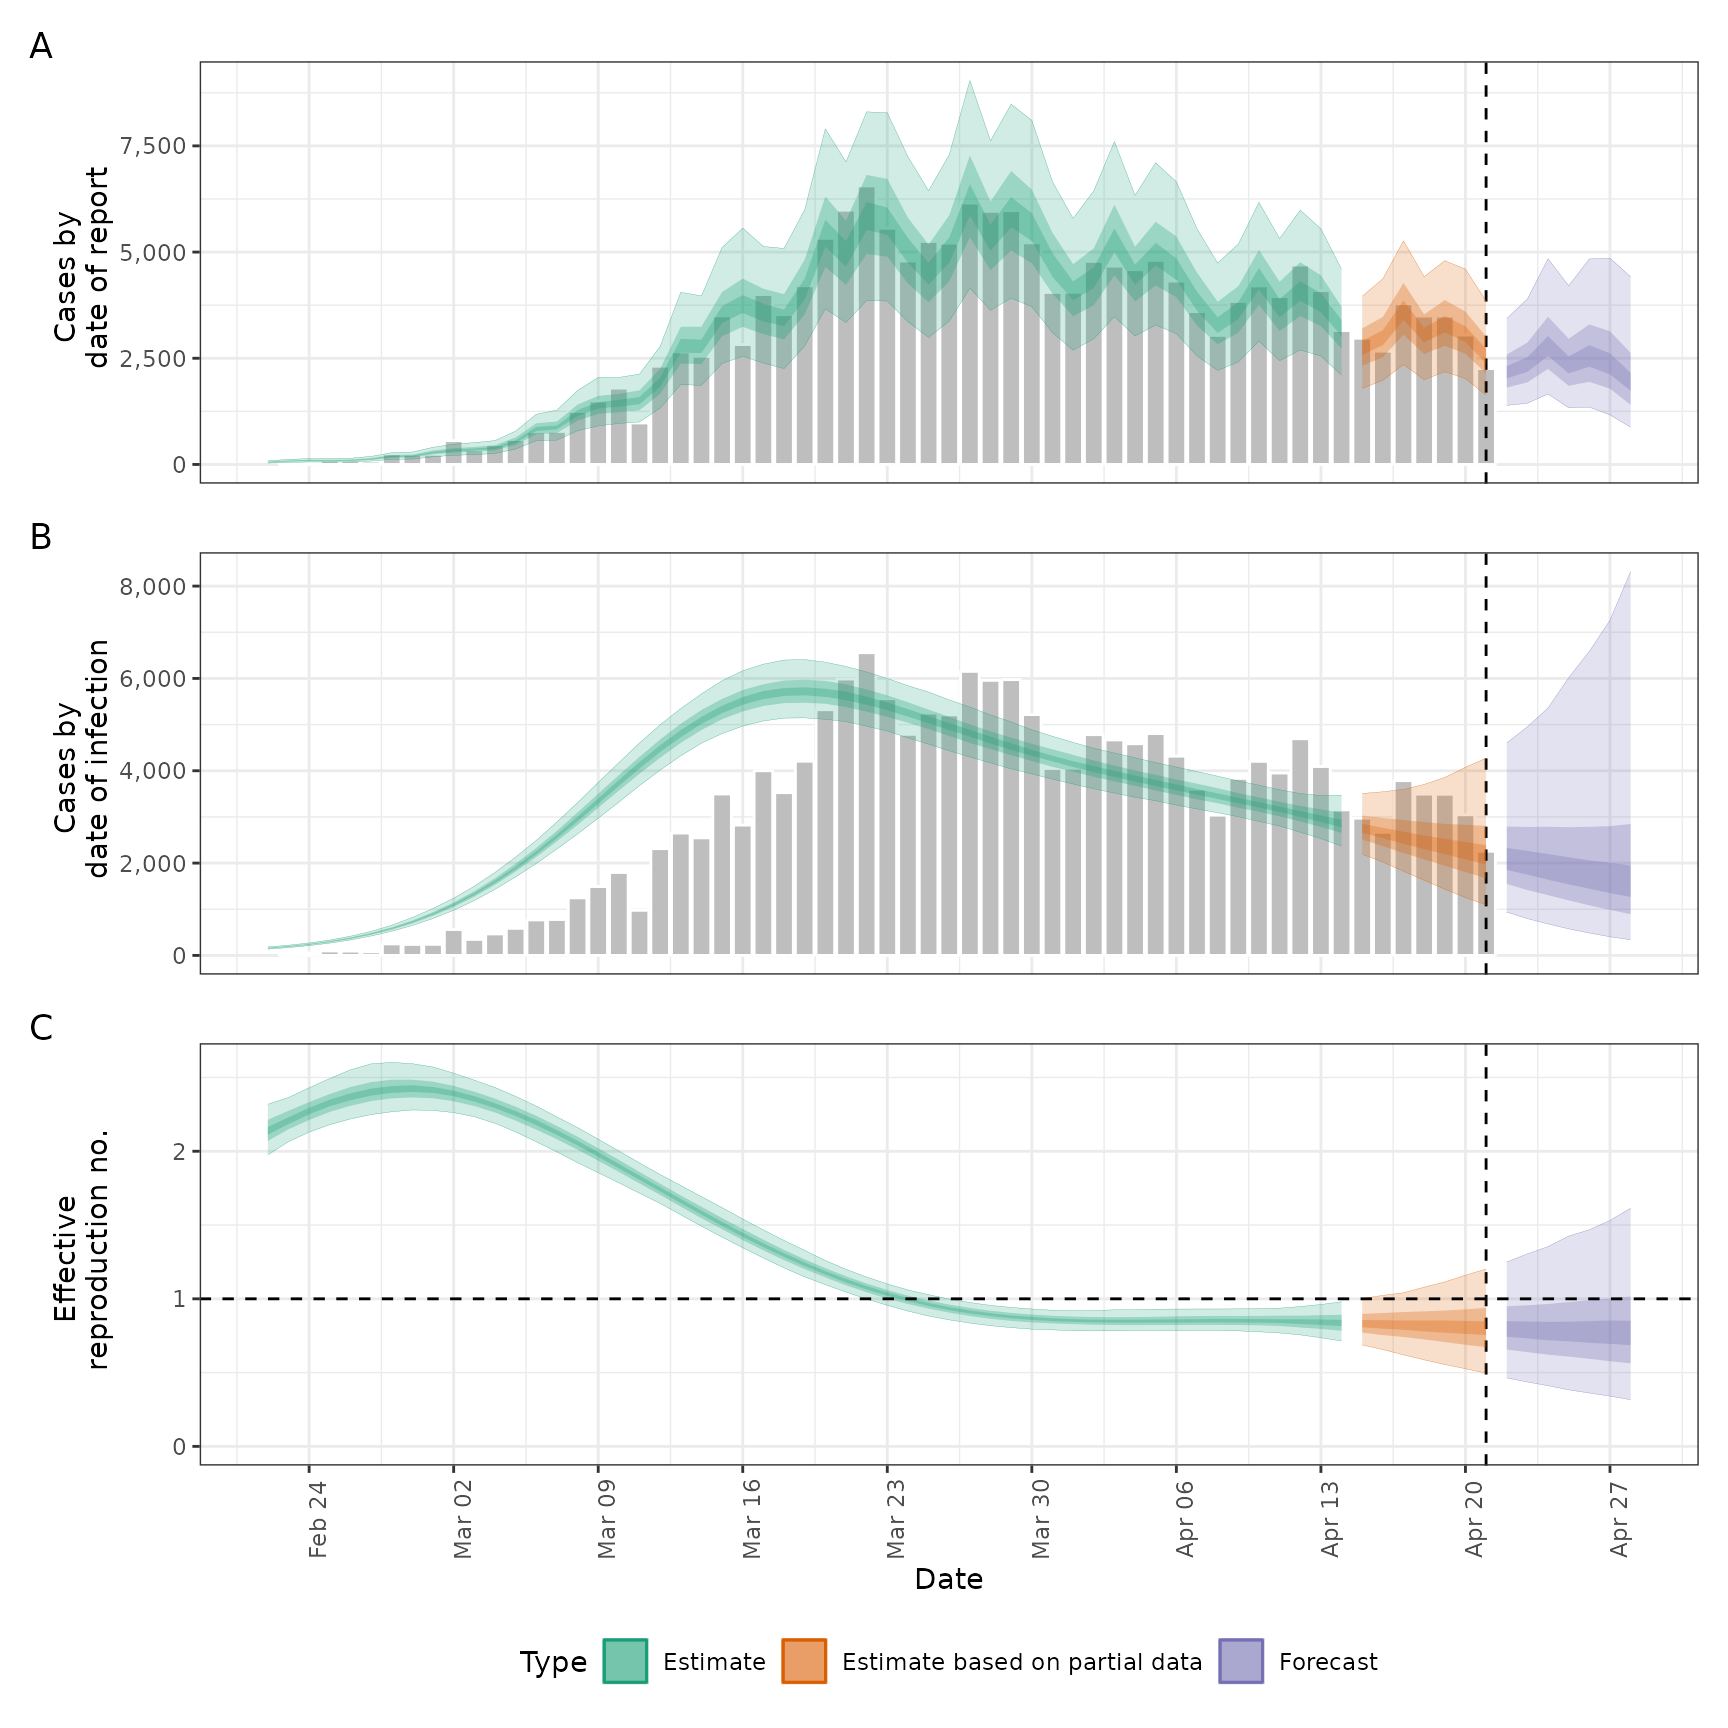 A
Cases by
date of report
7,500
5,000
2,500
0
B
Cases by
date of infection
8,000
6,000
4,000
2,000
0
C
Effective
reproduction no.
2
1
0
Feb 24
Mar 02
Mar 09
Mar 16
Mar 23
Mar 30
Apr 06
Apr 13
Apr 20
Apr 27
Date
Type
Estimate
Estimate based on partial data
Forecast